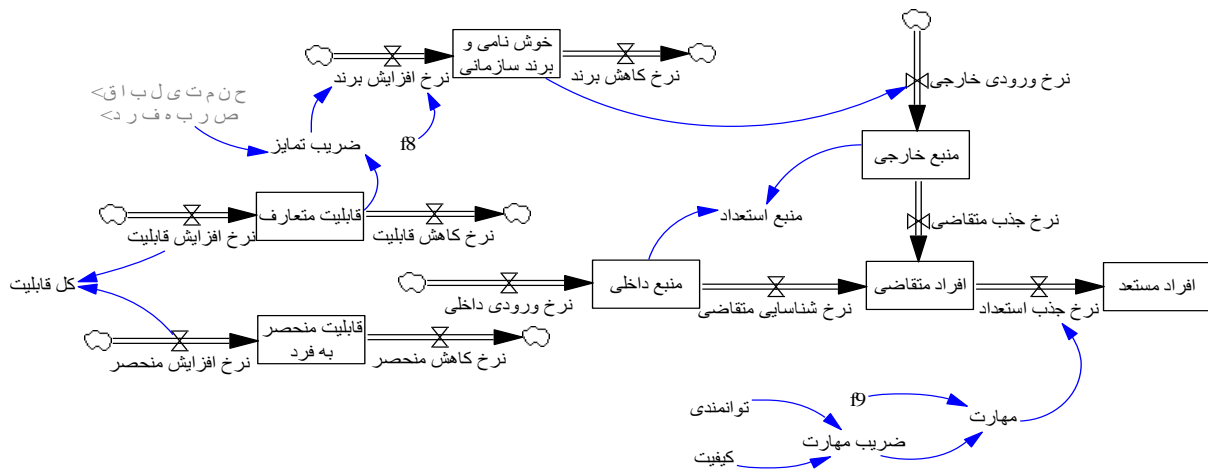 خوش نامی و
برند سازمانی
نرخ افزایش برند
نرخ کاهش برند
نرخ ورودی خارجی
<ق ا ب ل ی ت م ن ح
ص ر ب ه ف ر د>
ضریب تمایز
f8
منبع خارجی
قابلیت متعارف
نرخ افزایش قابلیت
نرخ کاهش قابلیت
منبع استعداد
نرخ جذب متقاضی
کل قابلیت
نرخ ورودی داخلی
منبع داخلی
نرخ شناسایی متقاضی
افراد متقاضی
نرخ جذب استعداد
افراد مستعد
قابلیت منحصر
به فرد
نرخ افزایش منحصر
نرخ کاهش منحصر
توانمندی
f9
مهارت
ضریب مهارت
کیفیت